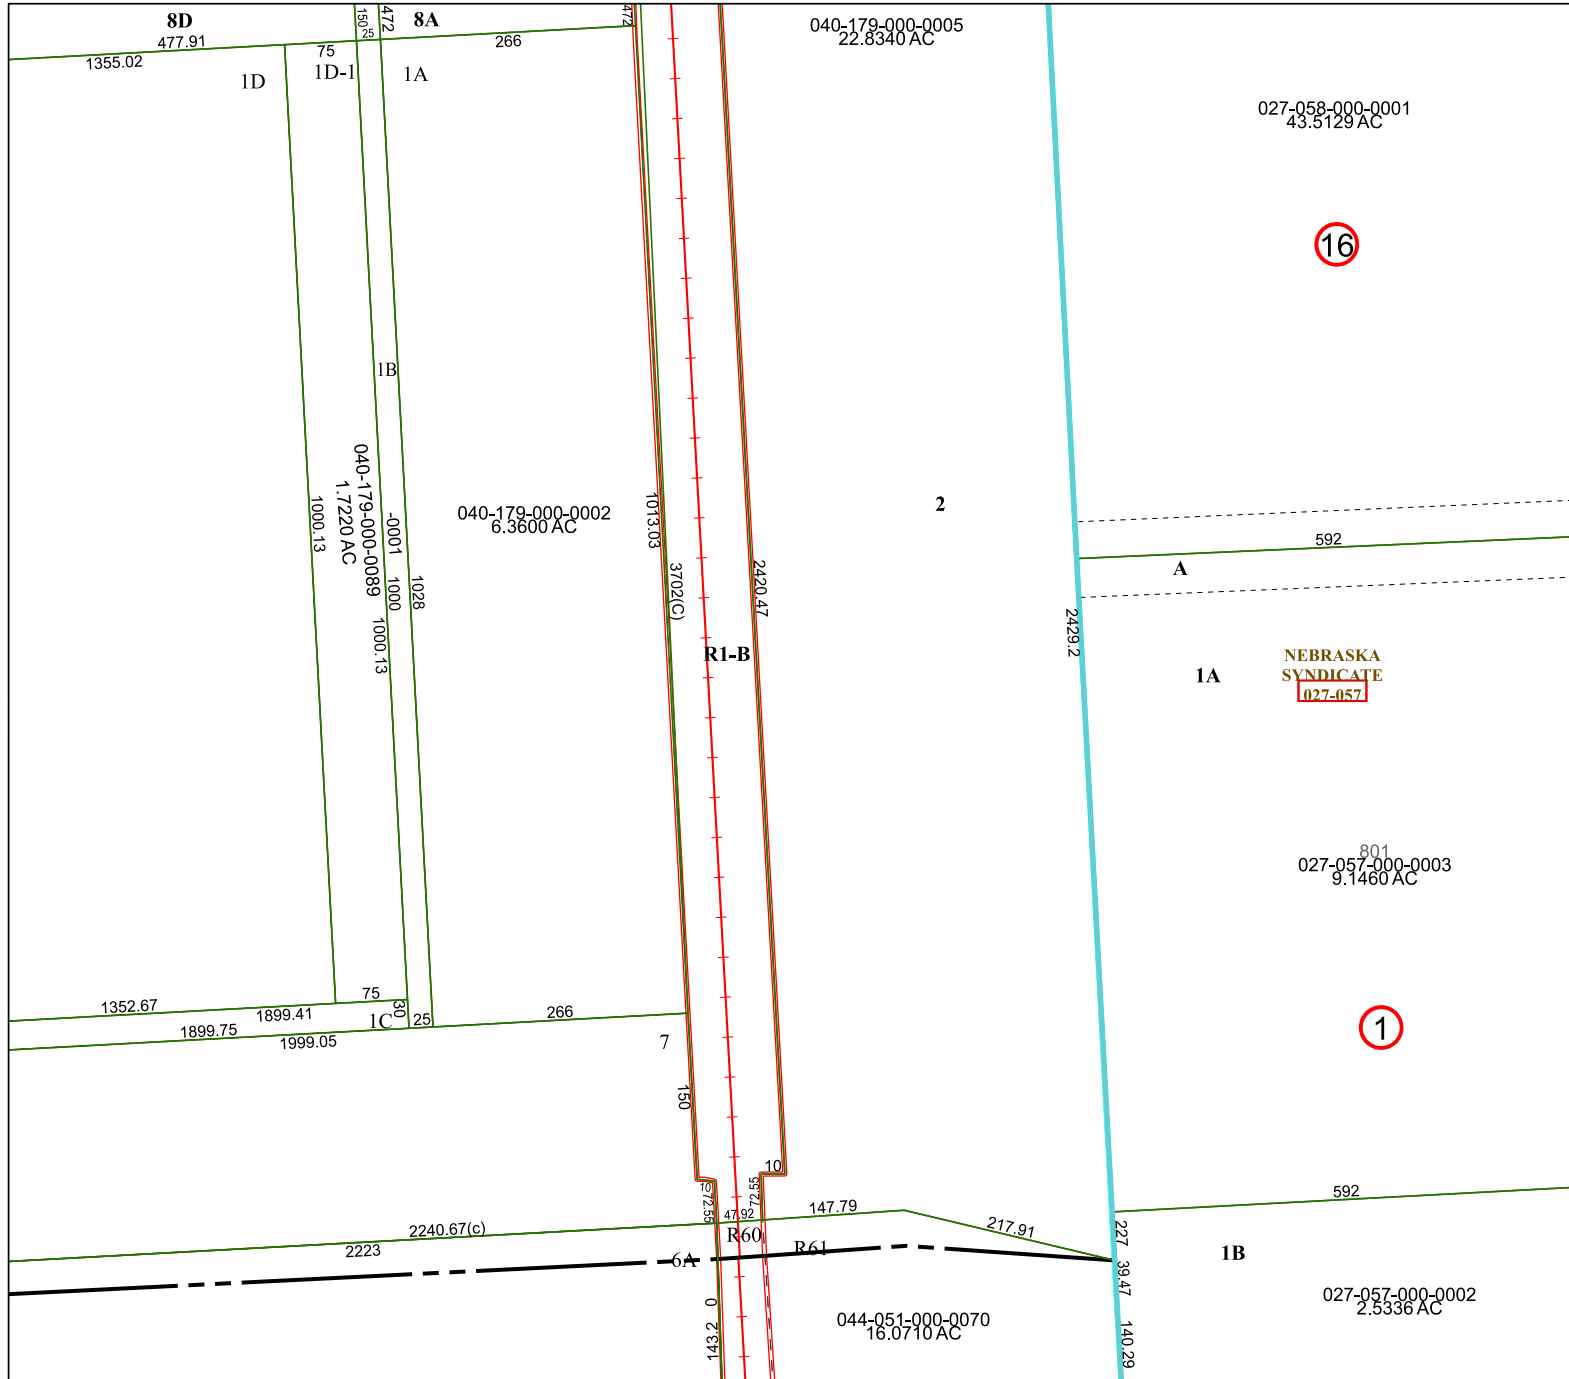 8D
150
25
472
8A
472
040-179-000-0005
22.8340 AC
477.91
75
266
1355.02
1D
1D-1
1A
027-058-000-0001
43.5129 AC
16
1B
040-179-000-0089
1.7220 AC
1000.13
-0001
1000
1000.13
1028
040-179-000-0002
6.3600 AC
1013.03
3702(C)
2420.47
R1-B
2
592
A
2429.2
1A
NEBRASKA
SYNDICATE
027-057
801
027-057-000-0003
9.1460 AC
1
1352.67
75
1899.41
30
1C
25
266
1899.75
1999.05
7
150
10
10
72.55
72.55
47.92
147.79
217.91
592
2240.67(c)
2223
R60
R61
6A
227
39.47
1B
140.29
027-057-000-0002
2.5336 AC
044-051-000-0070
16.0710 AC
143.2
0